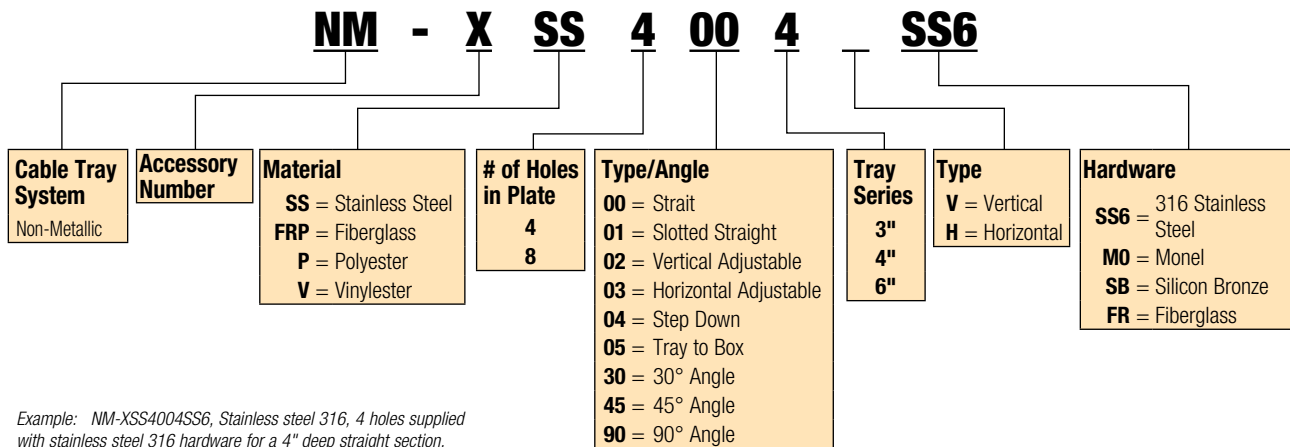 NM - X SS 4 00 4 _ SS6
Cable Tray
System
Non-Metallic
Accessory
Number
Material
SS = Stainless Steel
FRP = Fiberglass
P = Polyester
V = Vinylester
# of Holes
in Plate
4
8
Type/Angle
00 = Strait
01 = Slotted Straight
02 = Vertical Adjustable
03 = Horizontal Adjustable
04 = Step Down
05 = Tray to Box
30 = 30° Angle
45 = 45° Angle
90 = 90° Angle
Tray
Series
3"
4"
6"
Type
V = Vertical
H = Horizontal
Hardware
SS6 = 316 Stainless
Steel
MO = Monel
SB = Silicon Bronze
FR = Fiberglass
Example: NM-XSS4004SS6, Stainless steel 316, 4 holes supplied
with stainless steel 316 hardware for a 4" deep straight section.